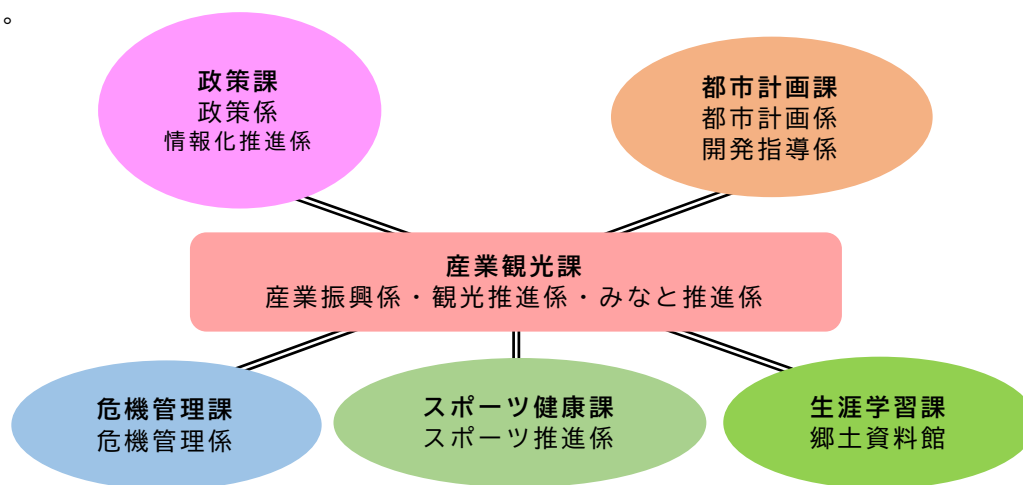 。
政策課
政策係
情報化推進係
都市計画課
都市計画係
開発指導係
産業観光課
産業振興係・観光推進係・みなと推進係
危機管理課
危機管理係
スポーツ健康課
スポーツ推進係
生涯学習課
郷土資料館